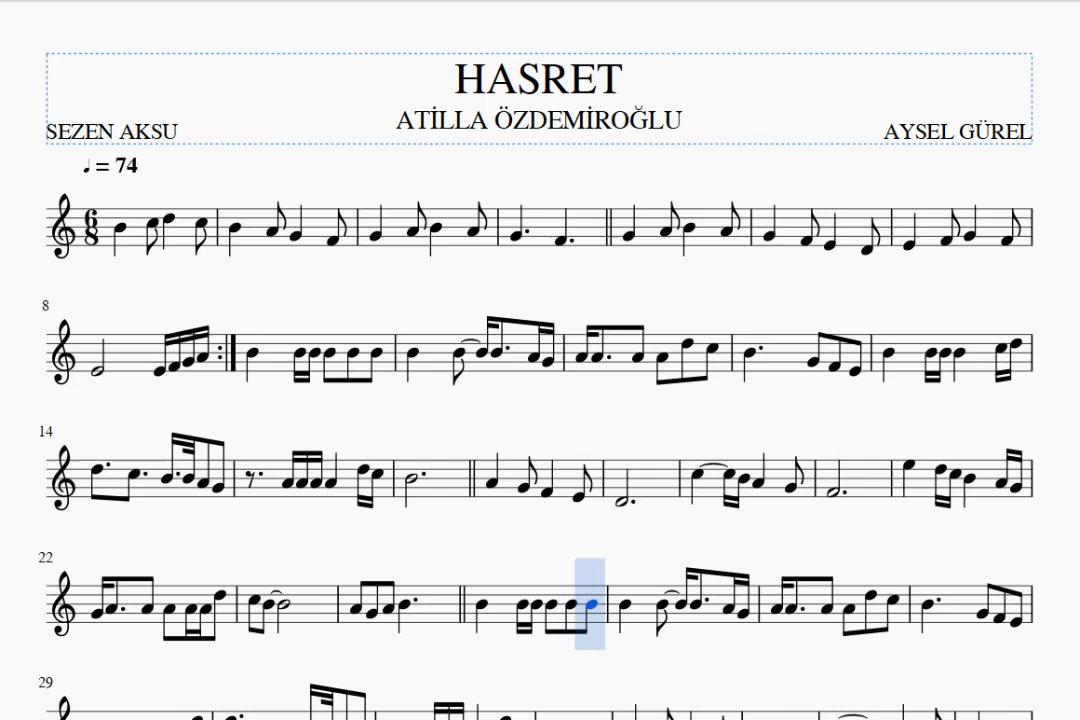 HASRET
ATİLLA ÖZDEMİROĞLU
SEZEN AKSU
AYSEL GÜREL
♩ = 74
6
8
8
14
22
29